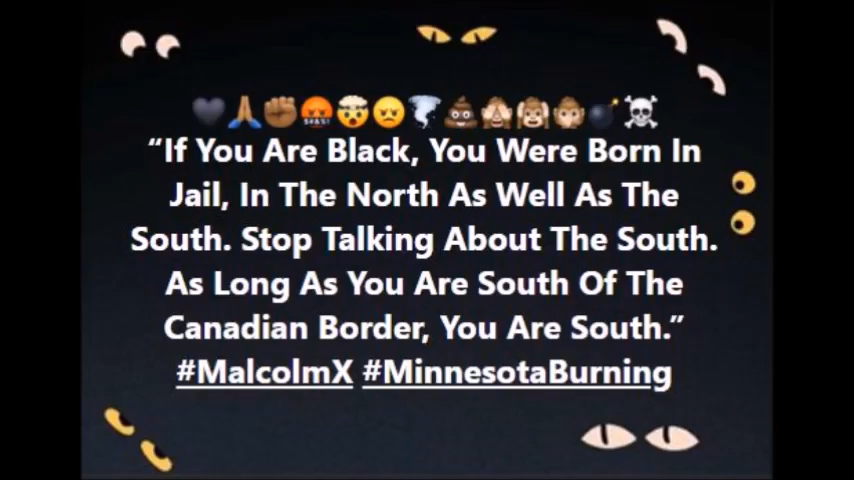 “If You Are Black, You Were Born In
Jail, In The North As Well As The
South. Stop Talking About The South.
As Long As You Are South Of The
Canadian Border, You Are South.”
#MalcolmX #MinnesotaBurning